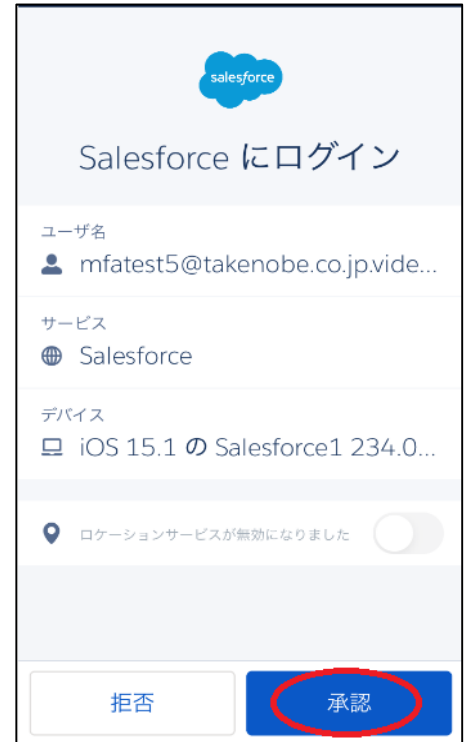 salesforce
Salesforce にログイン
ユーザ名
mfatest5@takenobe.co.jp.vide...
サービス
Salesforce
デバイス
iOS 15.1 の Salesforce1 234.0...
ロケーションサービスが無効になりました
拒否
承認